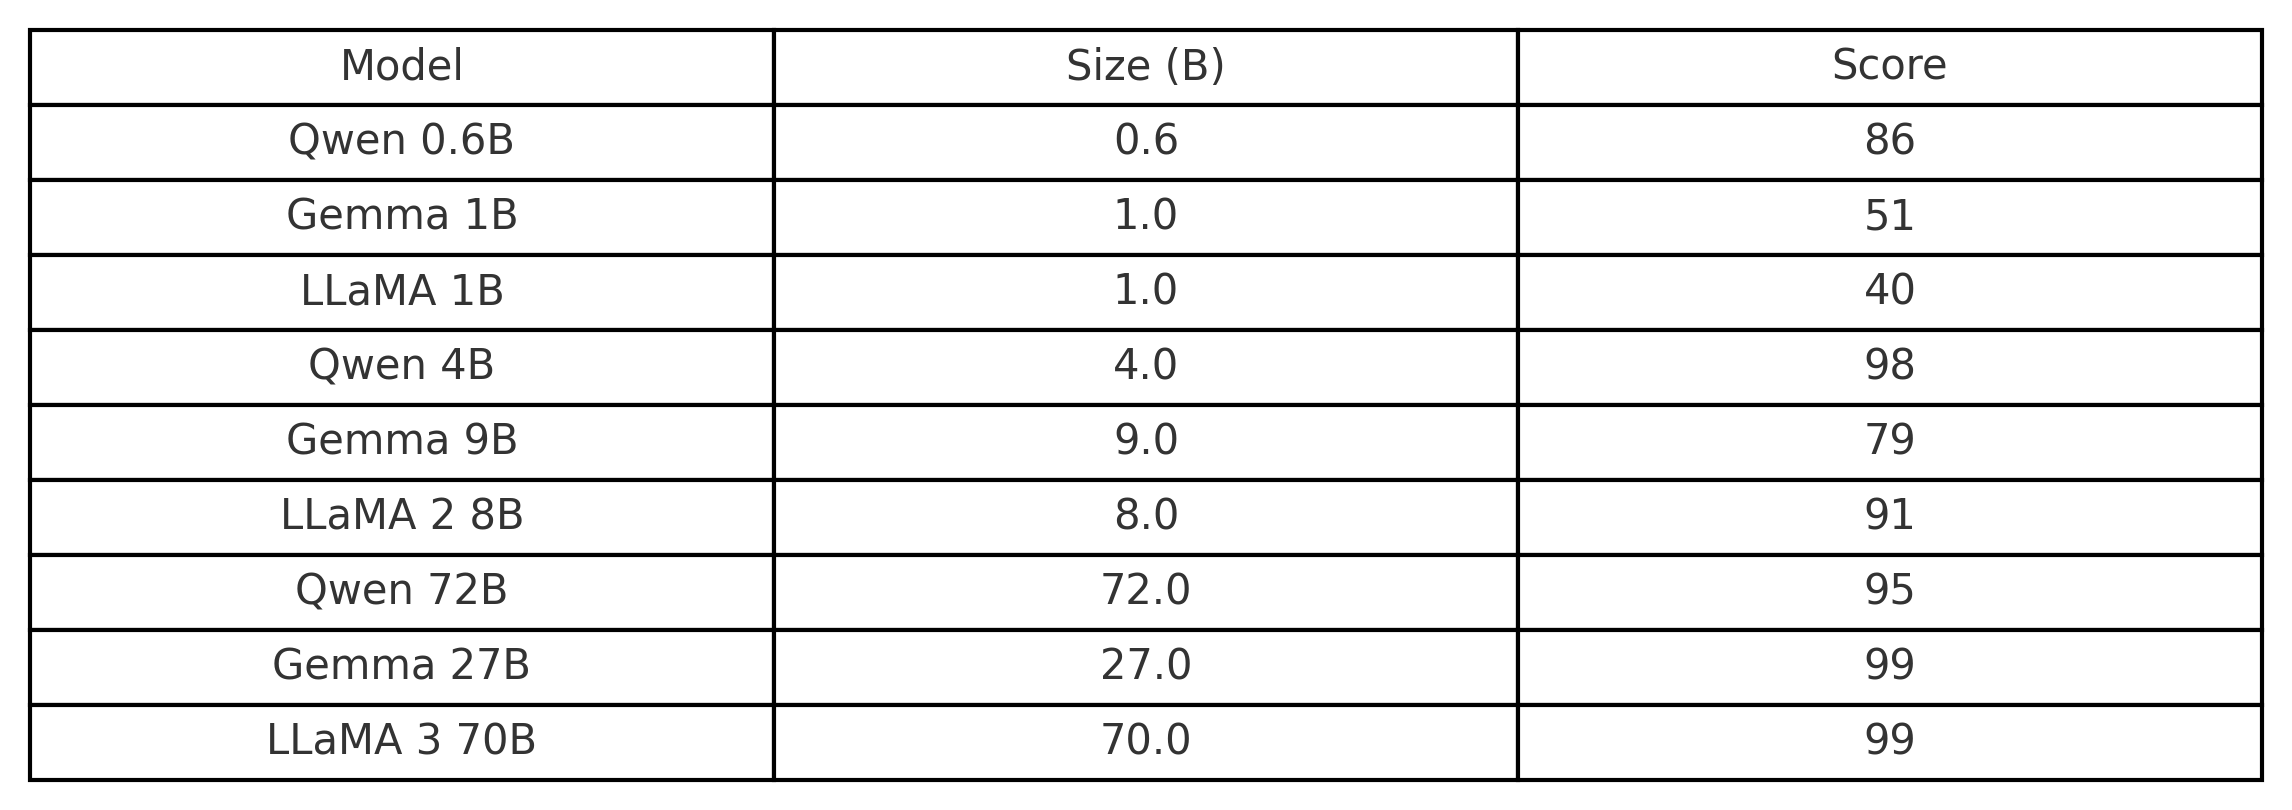 Model Size (B) Score
Qwen 0.6B 0.6 86
Gemma 1B 1.0 51
LLaMA 1B 1.0 40
Qwen 4B 4.0 98
Gemma 9B 9.0 79
LLaMA 2 8B 8.0 91
Qwen 72B 72.0 95
Gemma 27B 27.0 99
LLaMA 3 70B 70.0 99